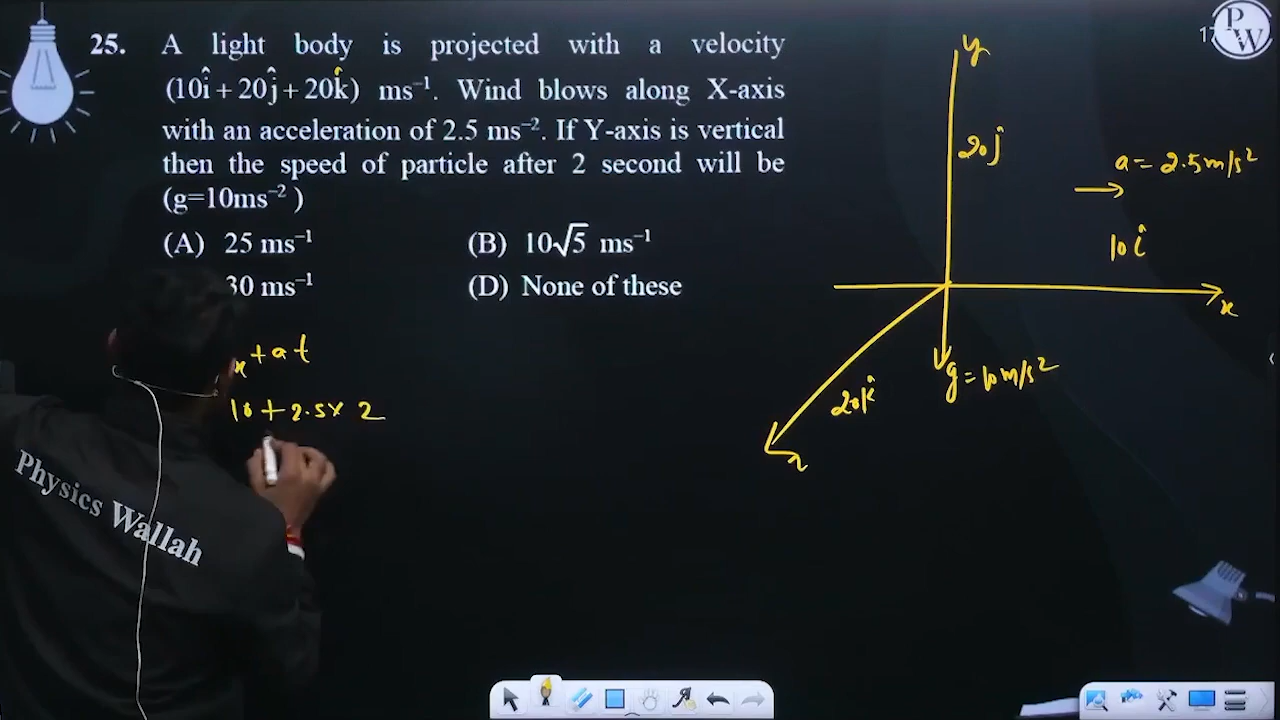 25. A light body is projected with a velocity
(10î + 20ĵ + 20k̂) ms⁻¹. Wind blows along X-axis
with an acceleration of 2.5 ms⁻². If Y-axis is vertical
then the speed of particle after 2 second will be
(g=10ms⁻² )
(A) 25 ms⁻¹ (B) 10√5 ms⁻¹
30 ms⁻¹ (D) None of these
x + a t
10 + 2.5 × 2
y
20ĵ
a = 2.5 m/s²
10î
x
g = 10 m/s²
20k̂
PW
Physics Wallah